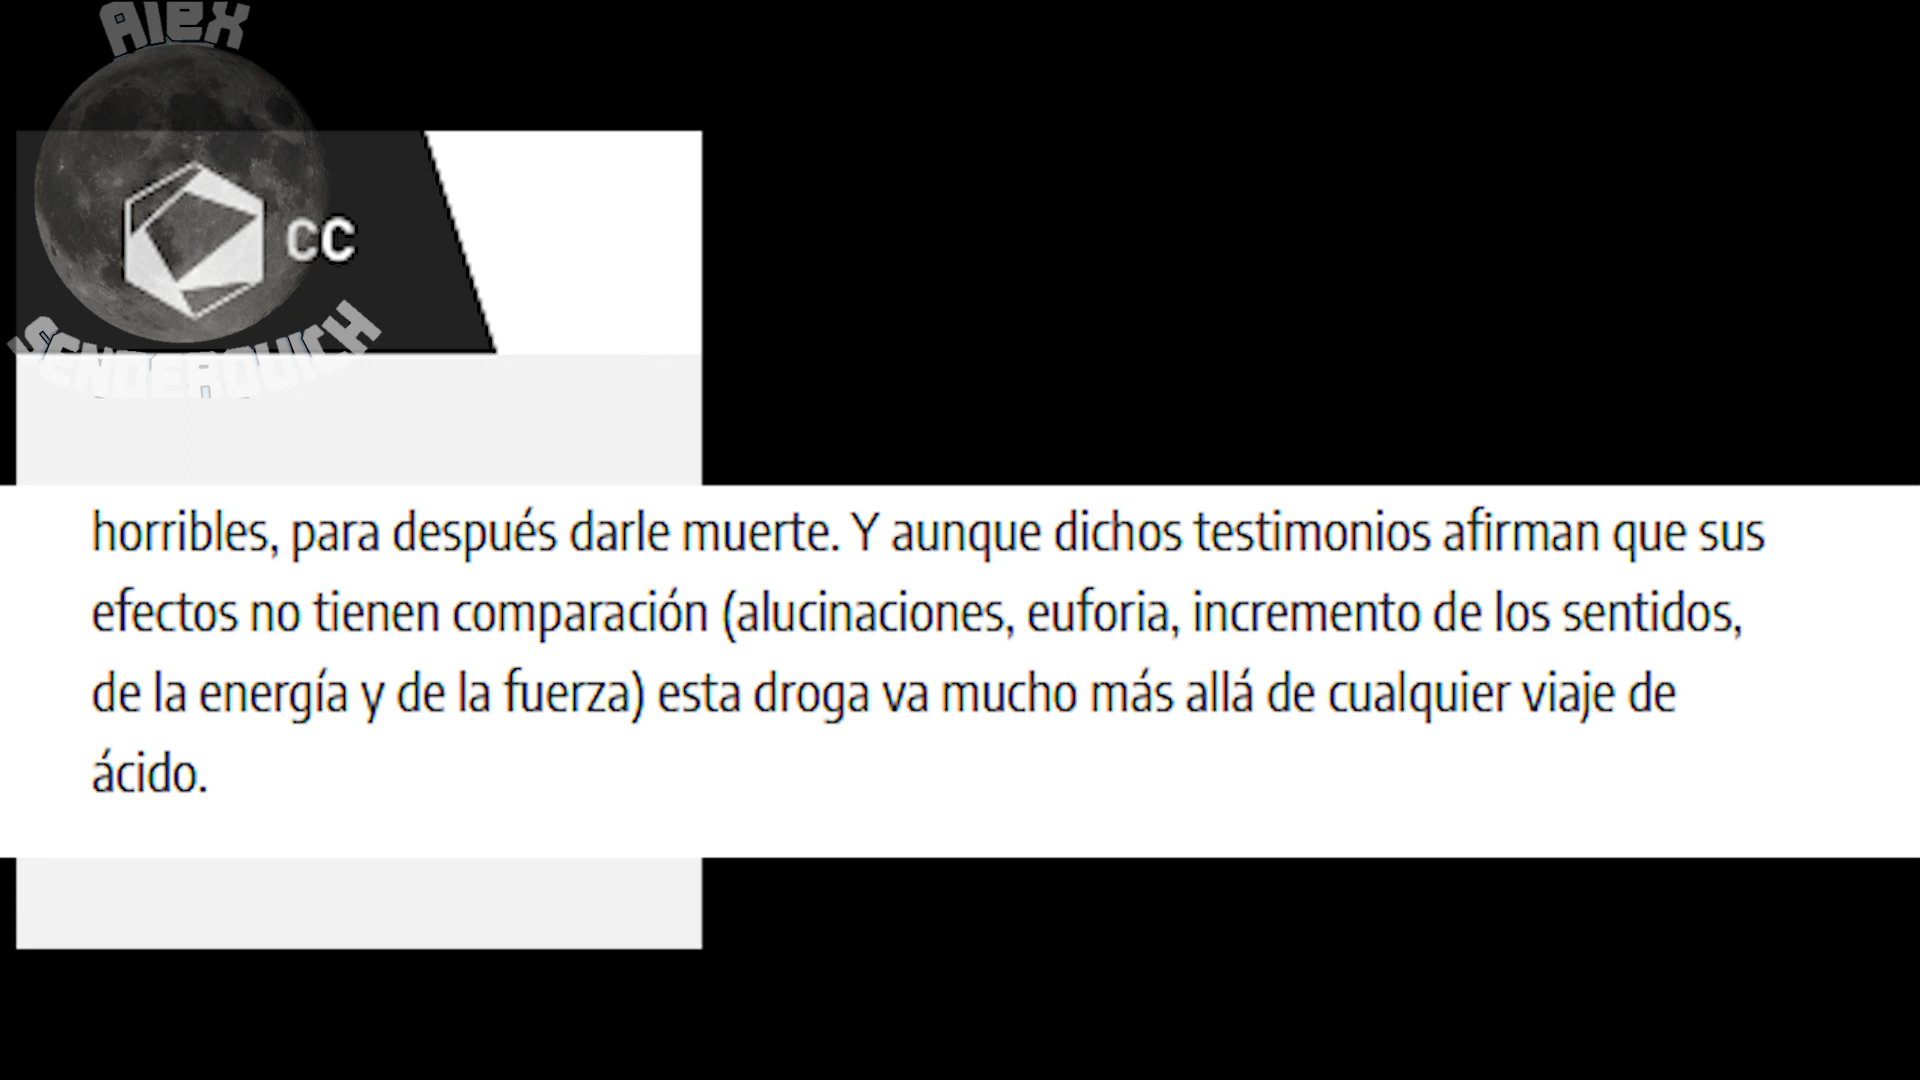 Alex
CC
SENDEROVICH
horribles, para después darle muerte. Y aunque dichos testimonios afirman que sus
efectos no tienen comparación (alucinaciones, euforia, incremento de los sentidos,
de la energía y de la fuerza) esta droga va mucho más allá de cualquier viaje de
ácido.